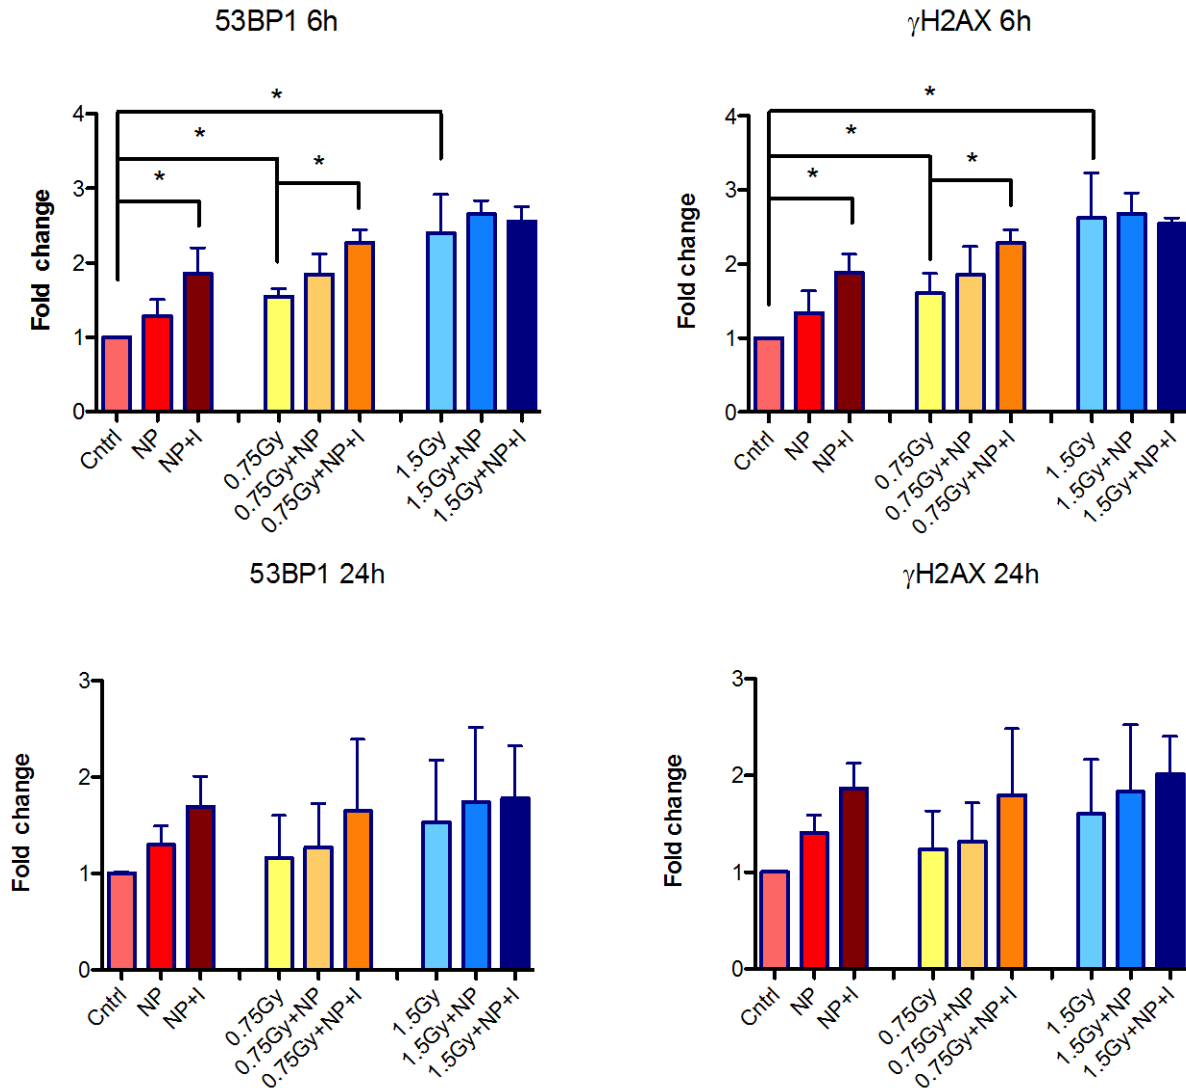 53BP1 6h
γH2AX 6h
* * * *
* * * *
Fold change
4
3
2
1
0
Cntrl
NP
NP+I
0.75Gy
0.75Gy+NP
0.75Gy+NP+I
1.5Gy
1.5Gy+NP
1.5Gy+NP+I
Fold change
4
3
2
1
0
Cntrl
NP
NP+I
0.75Gy
0.75Gy+NP
0.75Gy+NP+I
1.5Gy
1.5Gy+NP
1.5Gy+NP+I
53BP1 24h
γH2AX 24h
Fold change
3
2
1
0
Cntrl
NP
NP+I
0.75Gy
0.75Gy+NP
0.75Gy+NP+I
1.5Gy
1.5Gy+NP
1.5Gy+NP+I
Fold change
3
2
1
0
Cntrl
NP
NP+I
0.75Gy
0.75Gy+NP
0.75Gy+NP+I
1.5Gy
1.5Gy+NP
1.5Gy+NP+I